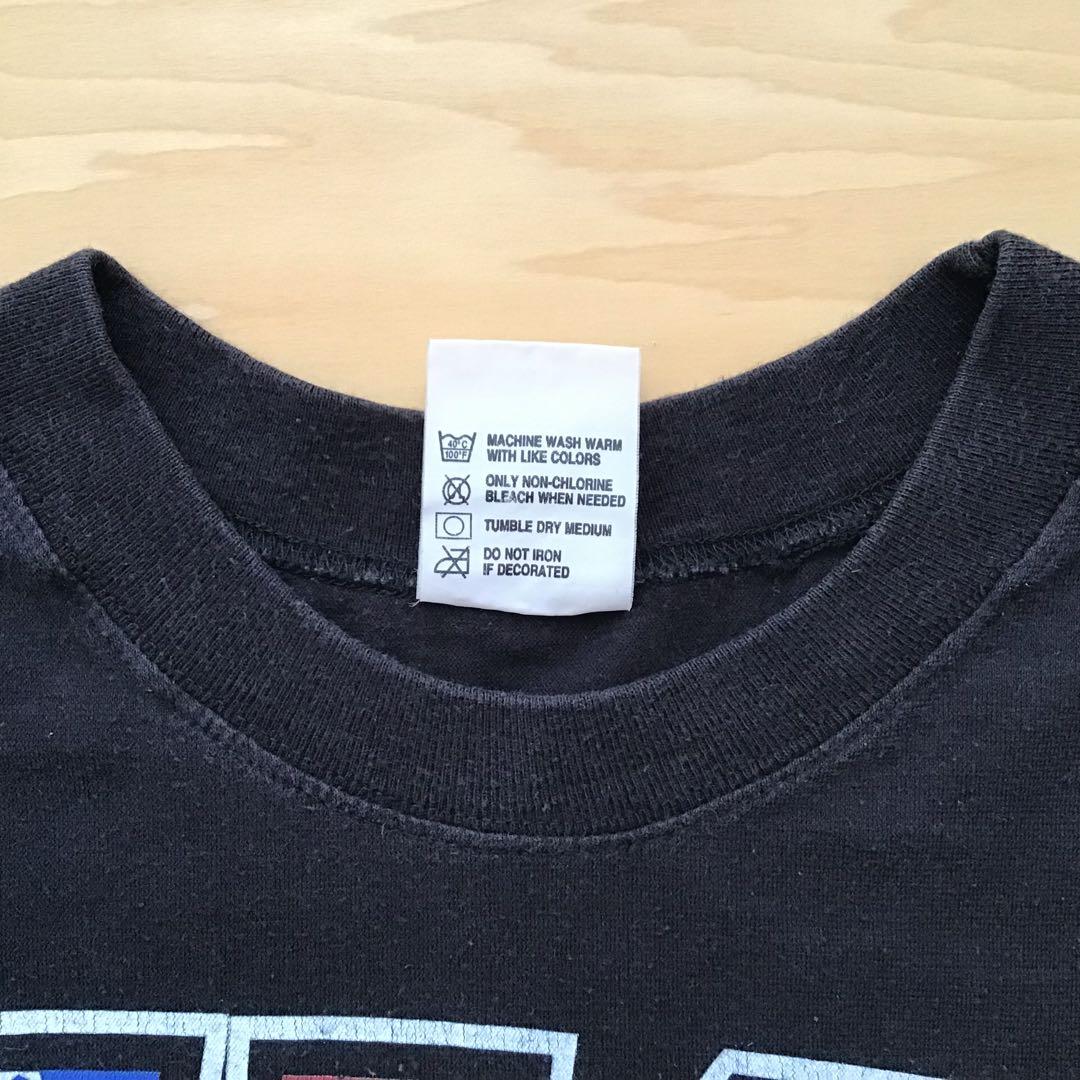 40°C
100°F
MACHINE WASH WARM
WITH LIKE COLORS
ONLY NON-CHLORINE
BLEACH WHEN NEEDED
TUMBLE DRY MEDIUM
DO NOT IRON
IF DECORATED